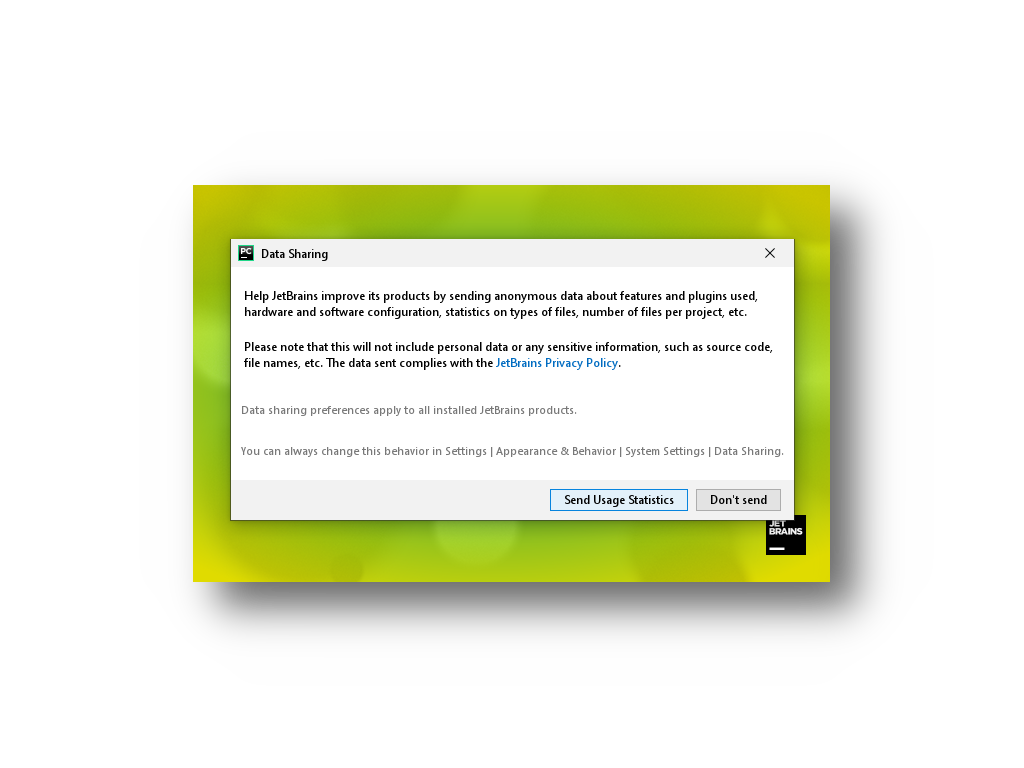 PC
Data Sharing
Help JetBrains improve its products by sending anonymous data about features and plugins used,
hardware and software configuration, statistics on types of files, number of files per project, etc.
Please note that this will not include personal data or any sensitive information, such as source code,
file names, etc. The data sent complies with the JetBrains Privacy Policy.
Data sharing preferences apply to all installed JetBrains products.
You can always change this behavior in Settings | Appearance & Behavior | System Settings | Data Sharing.
Send Usage Statistics Don't send
JET
BRAINS